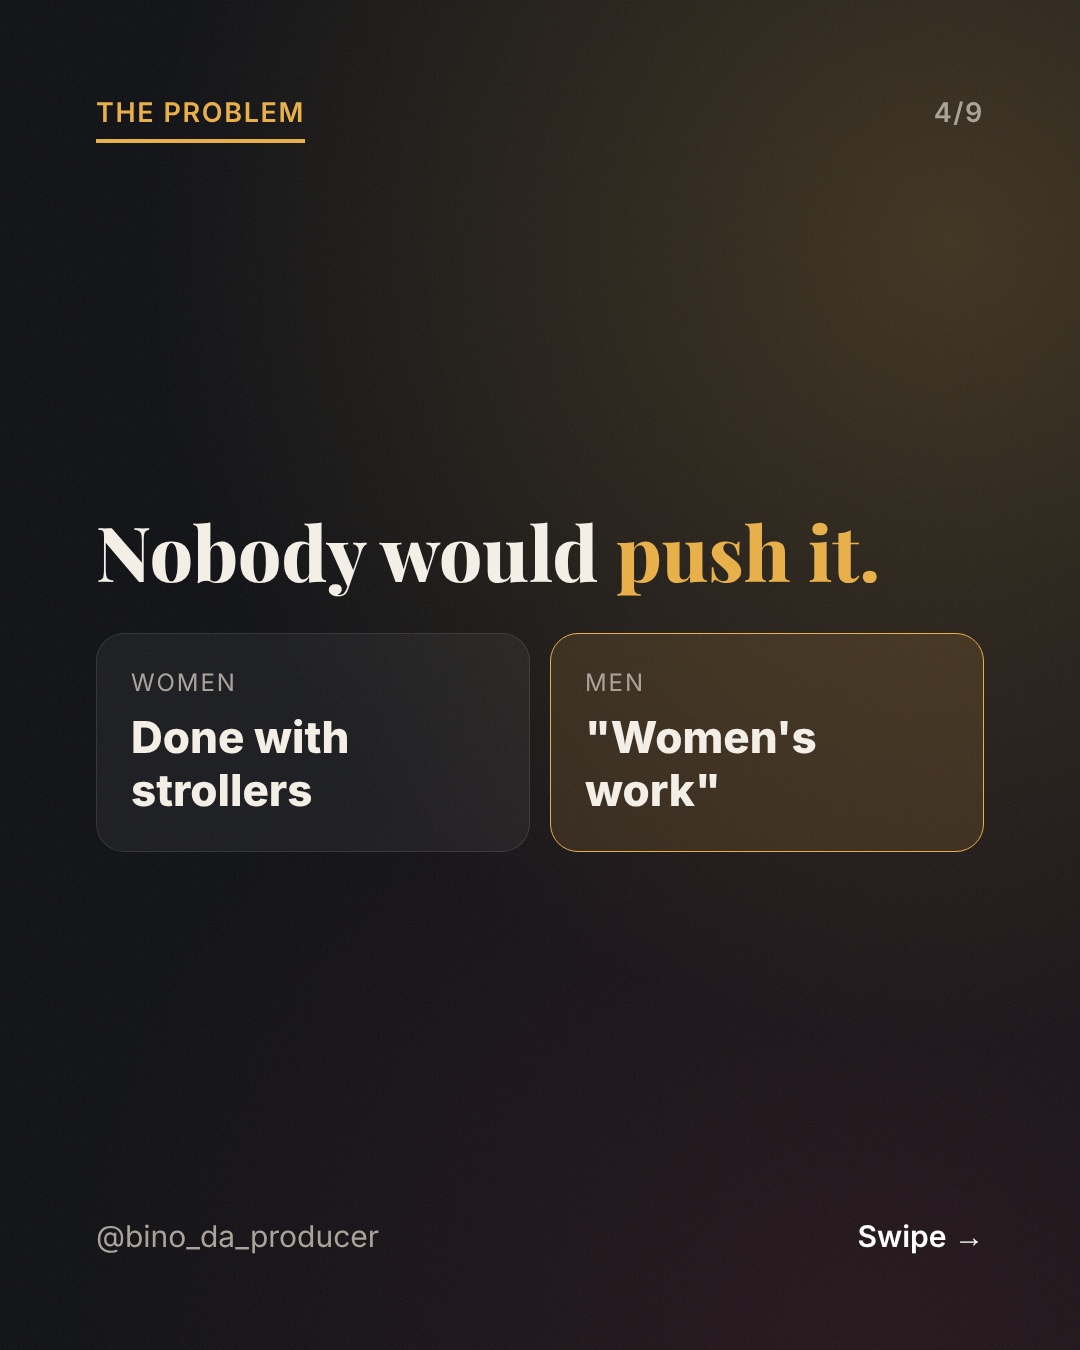 THE PROBLEM
4/9
Nobody would push it.
WOMEN
Done with
strollers
MEN
"Women's
work"
@bino_da_producer
Swipe →